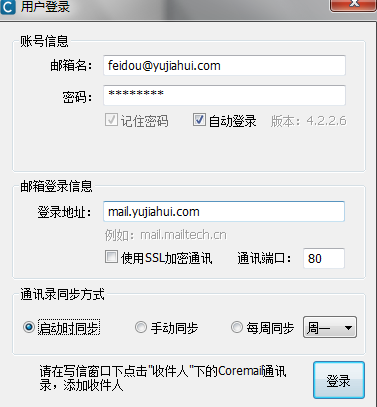 用户登录
账号信息
邮箱名: feidou@yujiahui.com
密码: ********
记住密码 自动登录 版本: 4.2.2.6
邮箱登录信息
登录地址: mail.yujiahui.com
例如: mail.mailtech.cn
使用SSL加密通讯 通讯端口: 80
通讯录同步方式
启动时同步 手动同步 每周同步 周一
请在写信窗口下点击"收件人"下的Coremail通讯
录，添加收件人
登录